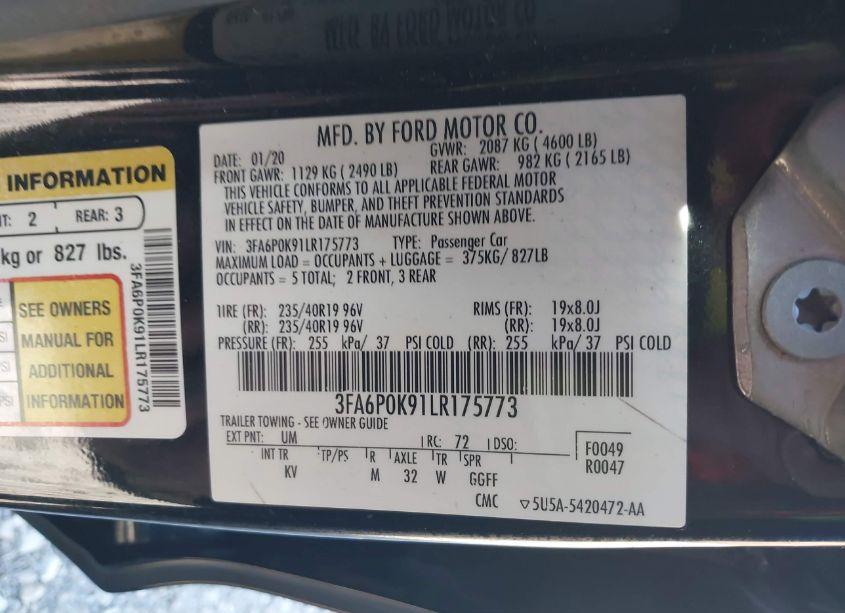 MFD. BY FORD MOTOR CO.
DATE: 01/20
GVWR: 2087 KG ( 4600 LB)
FRONT GAWR: 1129 KG ( 2490 LB)
REAR GAWR: 982 KG ( 2165 LB)
THIS VEHICLE CONFORMS TO ALL APPLICABLE FEDERAL MOTOR
VEHICLE SAFETY, BUMPER, AND THEFT PREVENTION STANDARDS
IN EFFECT ON THE DATE OF MANUFACTURE SHOWN ABOVE.
VIN: 3FA6P0K91LR175773 TYPE: Passenger Car
MAXIMUM LOAD = OCCUPANTS + LUGGAGE = 375KG/ 827LB
OCCUPANTS = 5 TOTAL; 2 FRONT, 3 REAR
TIRE (FR): 235/40R19 96V RIMS (FR): 19x8.0J
(RR): 235/40R19 96V (RR): 19x8.0J
PRESSURE (FR): 255 kPa/ 37 PSI COLD (RR): 255 kPa/ 37 PSI COLD
3FA6P0K91LR175773
TRAILER TOWING - SEE OWNER GUIDE
EXT PNT: UM RC: 72 DSO:
F0049
R0047
INT TR TP/PS R AXLE TR SPR
KV M 32 W GGFF
CMC ▽5U5A-5420472-AA
INFORMATION
NT: 2 REAR: 3
kg or 827 lbs.
SEE OWNERS
MANUAL FOR
ADDITIONAL
INFORMATION
3FA6P0K91LR175773